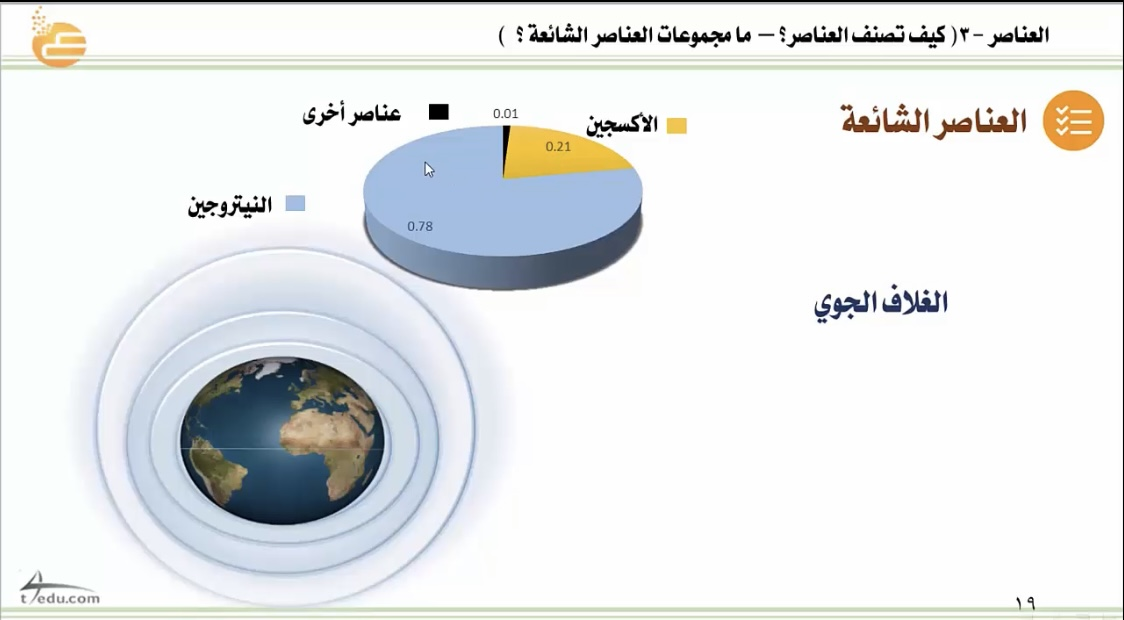 العناصر - ٣( كيف تصنف العناصر؟ – ما مجموعات العناصر الشائعة ؟ )
العناصر الشائعة
الأكسجين
0.01
عناصر أخرى
0.21
النيتروجين
0.78
الغلاف الجوي
t4edu.com
١٩